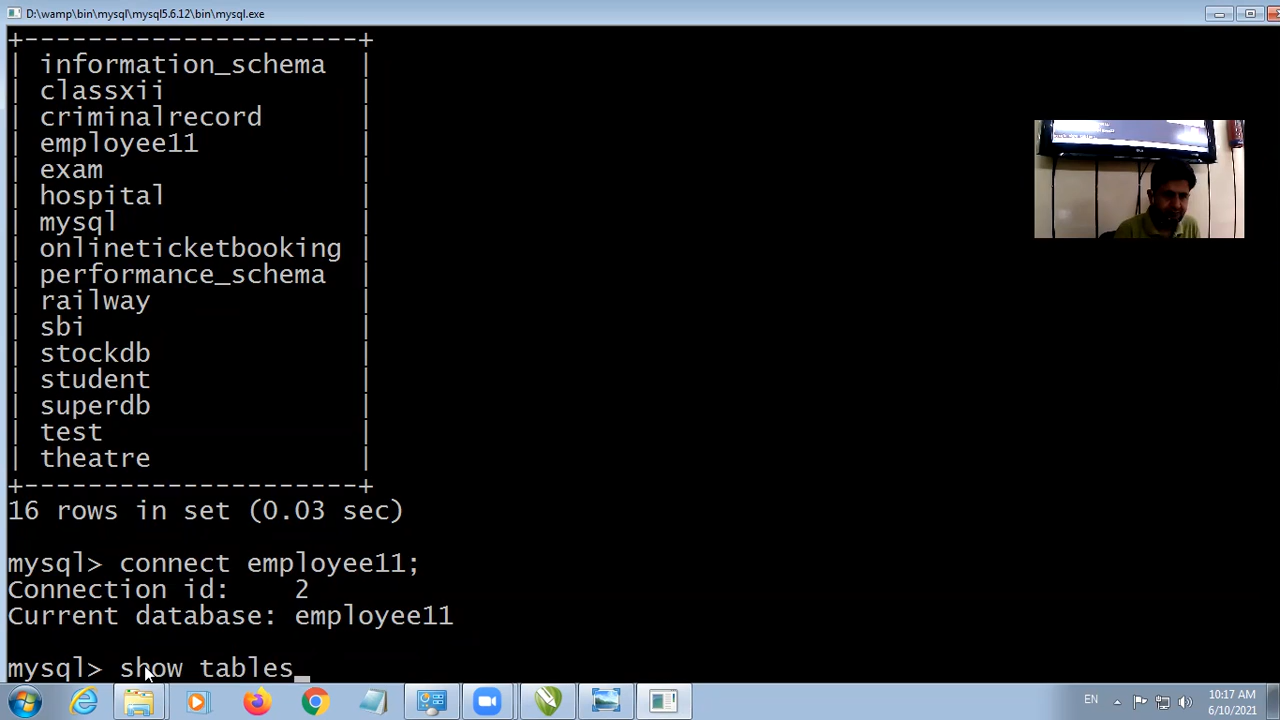 D:\wamp\bin\mysql\mysql5.6.12\bin\mysql.exe
+--------------------+
| information_schema |
| classxii |
| criminalrecord |
| employee11 |
| exam |
| hospital |
| mysql |
| onlineticketbooking |
| performance_schema |
| railway |
| sbi |
| stockdb |
| student |
| superdb |
| test |
| theatre |
+--------------------+
16 rows in set (0.03 sec)
mysql> connect employee11;
Connection id: 2
Current database: employee11
mysql> show tables_
EN
10:17 AM
6/10/2021